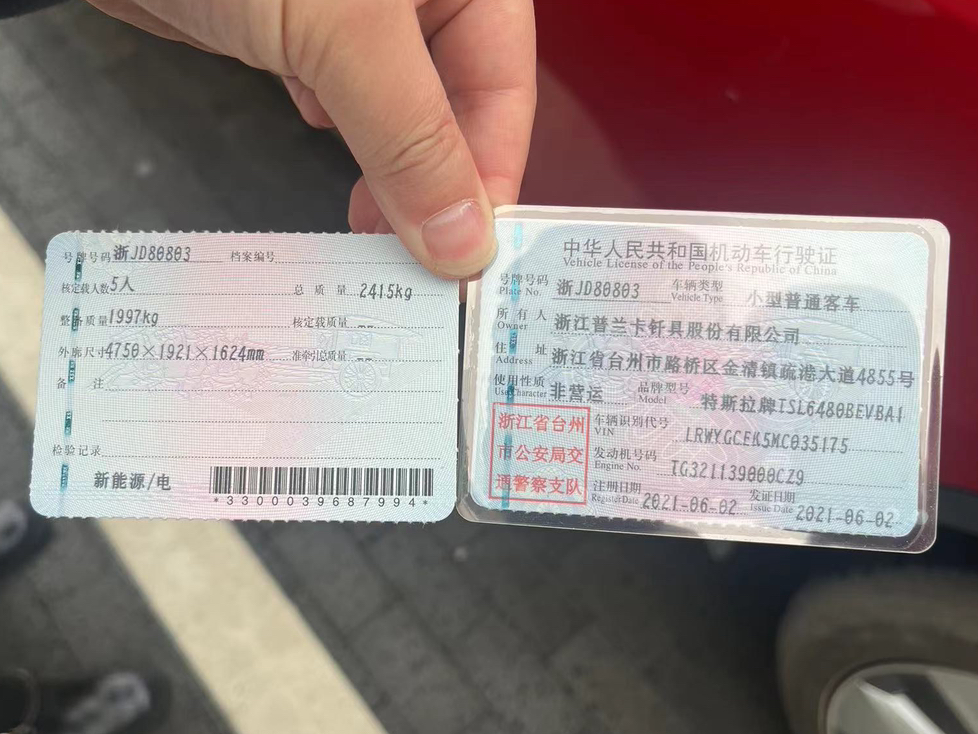 号牌号码 浙JD80803 档案编号
核定载人数 5人 总质量 2415kg
整备质量 1997kg 核定载质量 --
外廓尺寸 4750×1921×1624mm 准牵引总质量 --
备注
检验记录
新能源/电
*3300039687994*
中华人民共和国机动车行驶证
Vehicle License of the People's Republic of China
号牌号码 浙JD80803 车辆类型 小型普通客车
Plate No. Vehicle Type
所有人 浙江普兰卡钎具股份有限公司
Owner
住址 浙江省台州市路桥区金清镇疏港大道4855号
Address
使用性质 非营运 品牌型号 特斯拉牌TSL6480BEVBA1
Use Character Model
浙江省台州
市公安局交
通警察支队
车辆识别代号 LRWYGCEK5MC035175
VIN
发动机号码 TG321139000CZ9
Engine No.
注册日期 2021-06-02 发证日期 2021-06-02
Register Date Issue Date